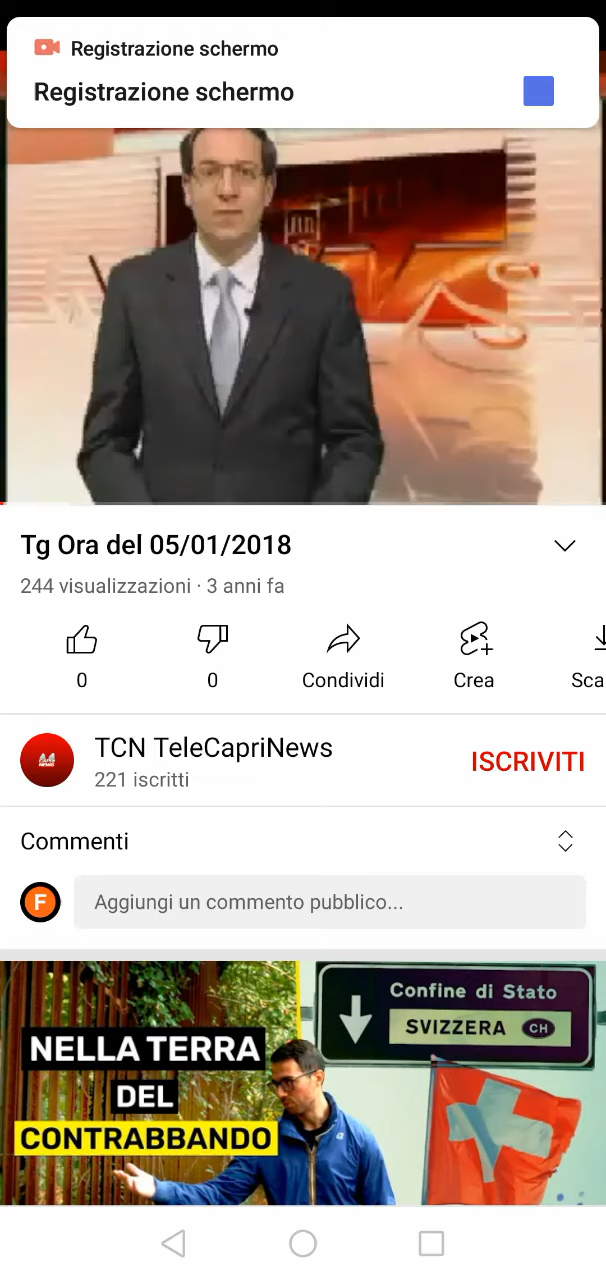 Registrazione schermo
Registrazione schermo
Tg Ora del 05/01/2018
244 visualizzazioni · 3 anni fa
0
0
Condividi
Crea
Sca
TCN TeleCapriNews
221 iscritti
ISCRIVITI
Commenti
F
Aggiungi un commento pubblico...
NELLA TERRA
DEL
CONTRABBANDO
Confine di Stato
SVIZZERA CH